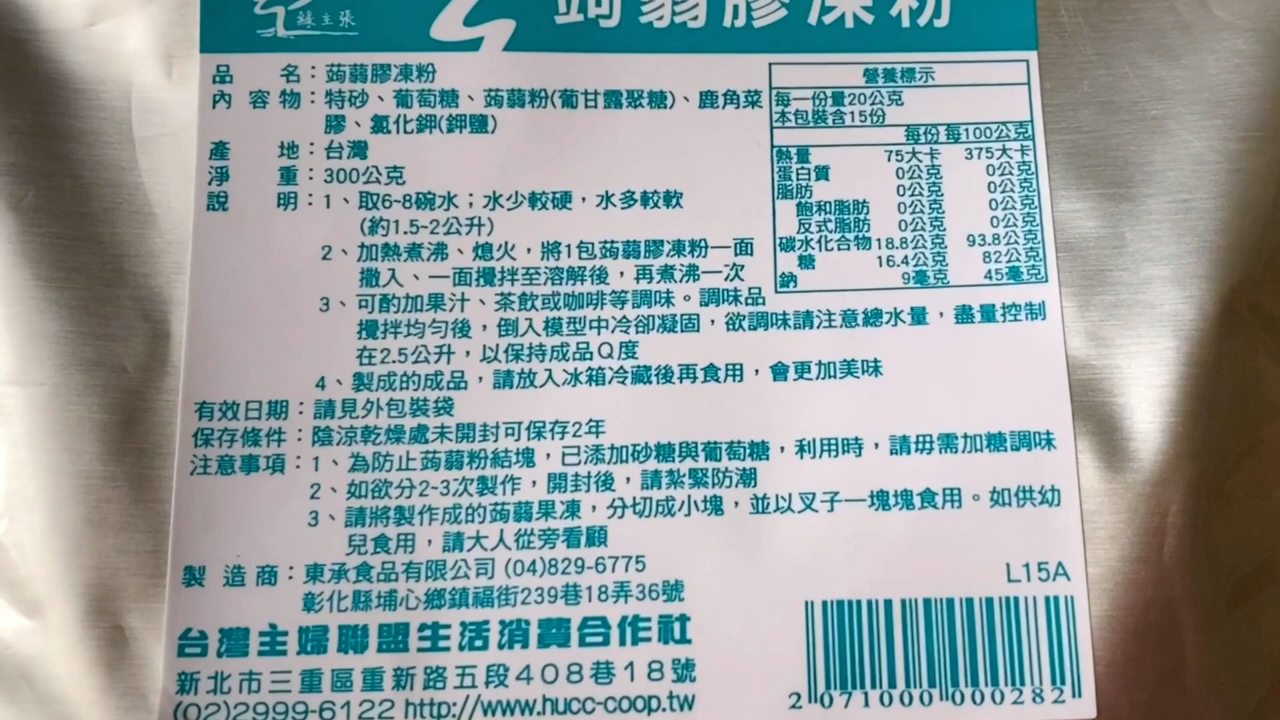 綠主張
蒟蒻膠凍粉
品名：蒟蒻膠凍粉
內容物：特砂、葡萄糖、蒟蒻粉(葡甘露聚糖)、鹿角菜
膠、氯化鉀(鉀鹽)
產地：台灣
淨重：300公克
說明：1、取6~8碗水；水少較硬，水多較軟
(約1.5~2公升)
2、加熱煮沸、熄火，將1包蒟蒻膠凍粉一面
撒入、一面攪拌至溶解後，再煮沸一次
3、可酌加果汁、茶飲或咖啡等調味。調味品
攪拌均勻後，倒入模型中冷卻凝固，欲調味請注意總水量，盡量控制
在2.5公升，以保持成品Q度
4、製成的成品，請放入冰箱冷藏後再食用，會更加美味
有效日期：請見外包裝袋
保存條件：陰涼乾燥處未開封可保存2年
注意事項：1、為防止蒟蒻粉結塊，已添加砂糖與葡萄糖，利用時，請毋需加糖調味
2、如欲分2-3次製作，開封後，請紮緊防潮
3、請將製作成的蒟蒻果凍，分切成小塊，並以叉子一塊塊食用。如供幼
兒食用，請大人從旁看顧
製造商：東承食品有限公司 (04)829-6775
彰化縣埔心鄉鎮福街239巷18弄36號
台灣主婦聯盟生活消費合作社
新北市三重區重新路五段408巷18號
(02)2999-6122 http://www.hucc-coop.tw
營養標示
每一份量20公克
本包裝含15份
每份 每100公克
熱量 75大卡 375大卡
蛋白質 0公克 0公克
脂肪 0公克 0公克
飽和脂肪 0公克 0公克
反式脂肪 0公克 0公克
碳水化合物 18.8公克 93.8公克
糖 16.4公克 82公克
鈉 9毫克 45毫克
L15A
2 071000 000282